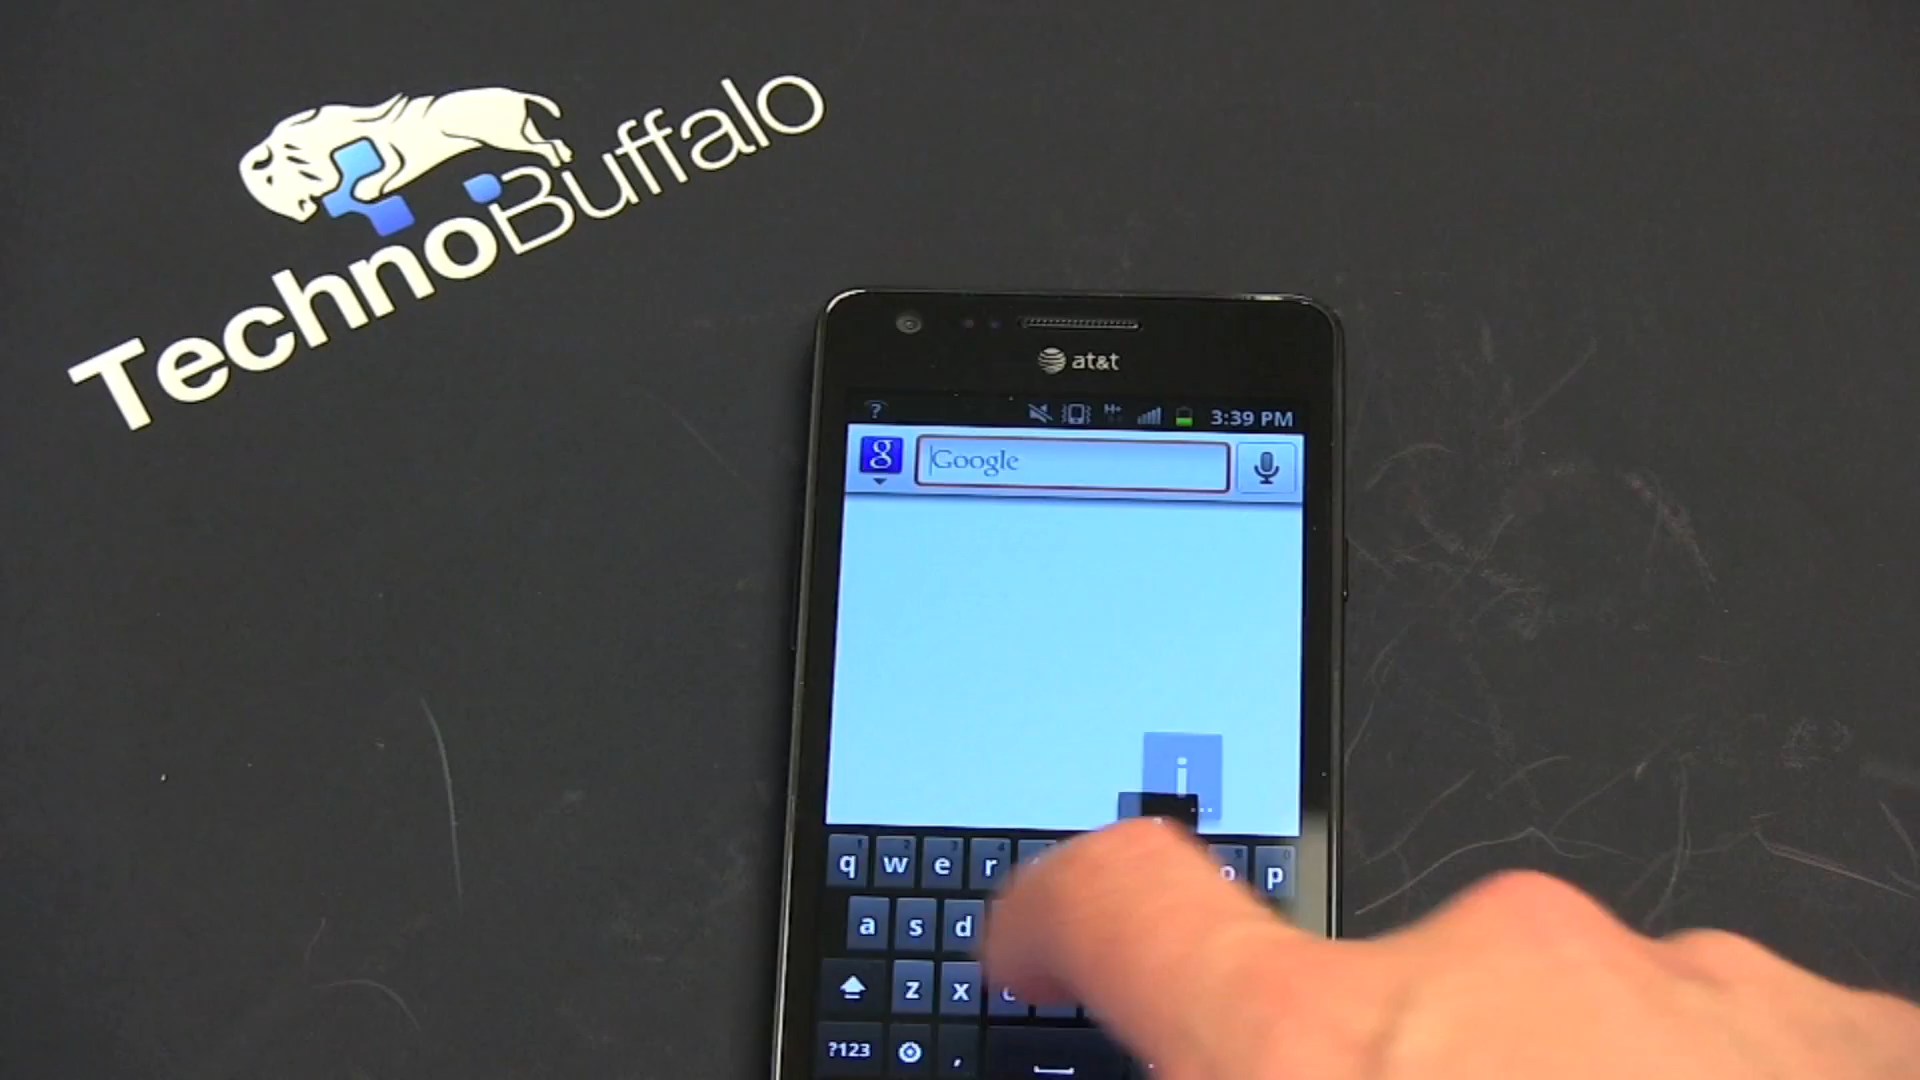 TechnoBuffalo
at&t
? H+ 3:39 PM
g Google
i
...
q w e r o p
a s d
z x c
?123 ,